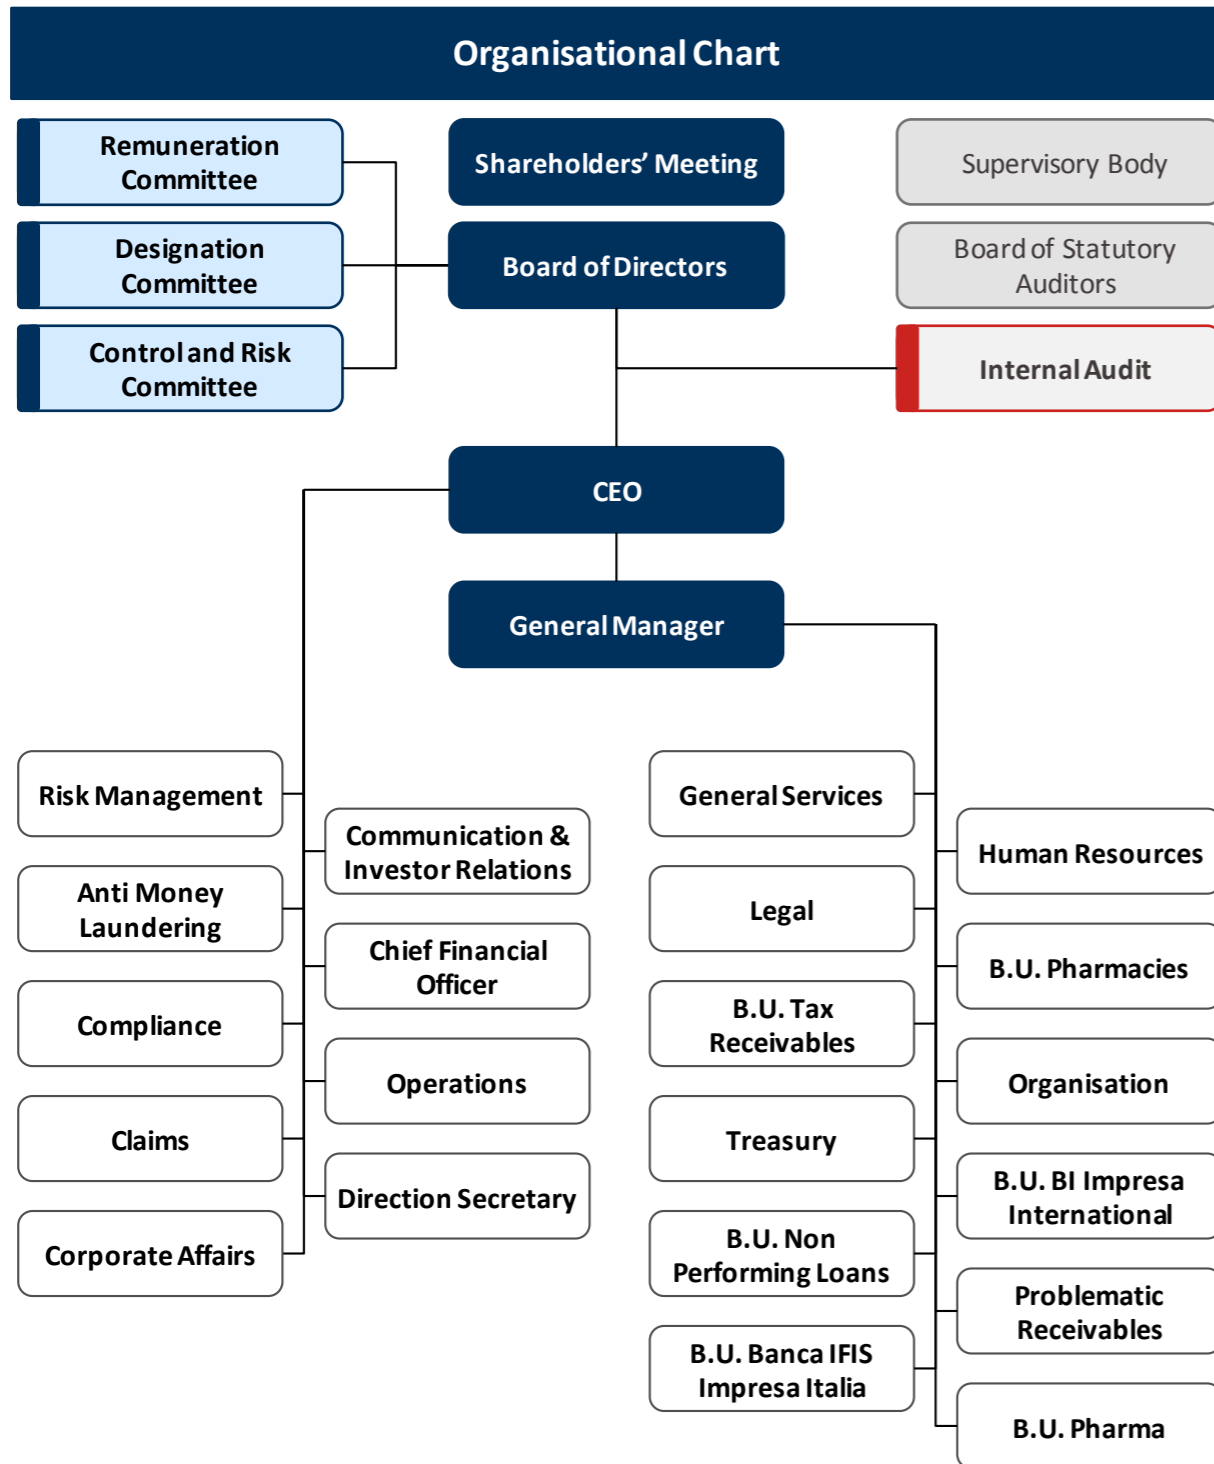 Organisational Chart
Remuneration
Committee
Shareholders’ Meeting
Supervisory Body
Designation
Committee
Board of Directors
Board of Statutory
Auditors
Control and Risk
Committee
Internal Audit
CEO
General Manager
Risk Management
Communication &
Investor Relations
Anti Money
Laundering
Chief Financial
Officer
Compliance
Operations
Claims
Direction Secretary
Corporate Affairs
General Services
Human Resources
Legal
B.U. Pharmacies
B.U. Tax
Receivables
Organisation
Treasury
B.U. BI Impresa
International
B.U. Non
Performing Loans
Problematic
Receivables
B.U. Banca IFIS
Impresa Italia
B.U. Pharma